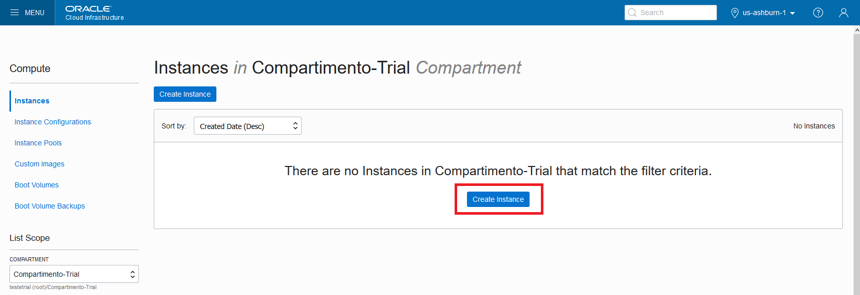 MENU
ORACLE
Cloud Infrastructure
Search
us-ashburn-1
Compute
Instances
Instance Configurations
Instance Pools
Custom Images
Boot Volumes
Boot Volume Backups
List Scope
COMPARTMENT
Compartimento-Trial
testetrial (root)/Compartimento-Trial
Instances in Compartimento-Trial Compartment
Create Instance
Sort by: Created Date (Desc) No Instances
There are no Instances in Compartimento-Trial that match the filter criteria.
Create Instance